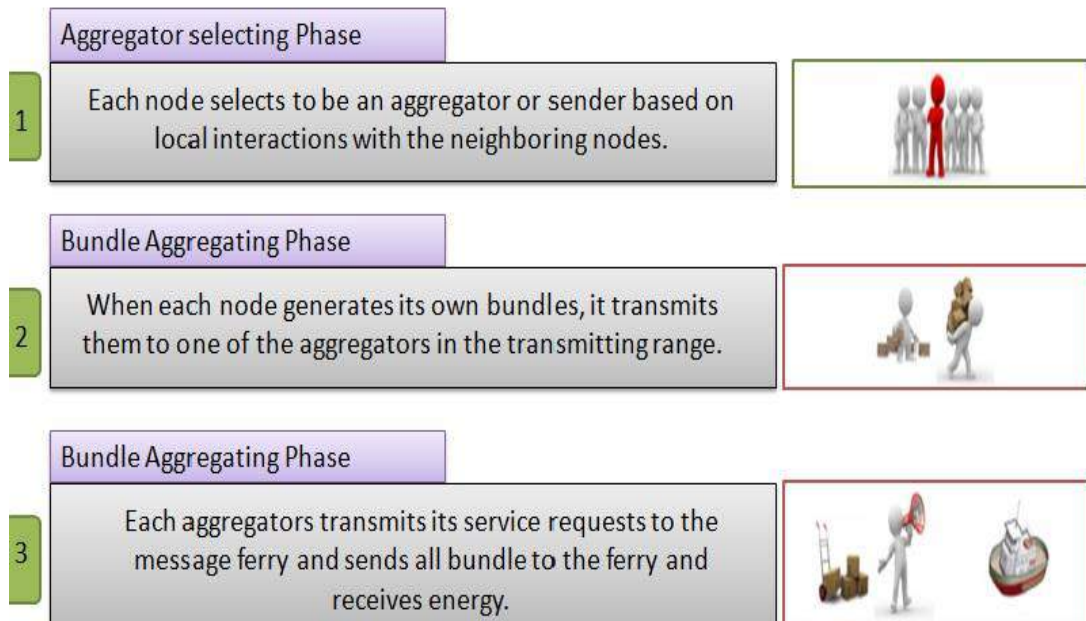 Aggregator selecting Phase
1
Each node selects to be an aggregator or sender based on
local interactions with the neighboring nodes.
Bundle Aggregating Phase
2
When each node generates its own bundles, it transmits
them to one of the aggregators in the transmitting range.
Bundle Aggregating Phase
3
Each aggregators transmits its service requests to the
message ferry and sends all bundle to the ferry and
receives energy.